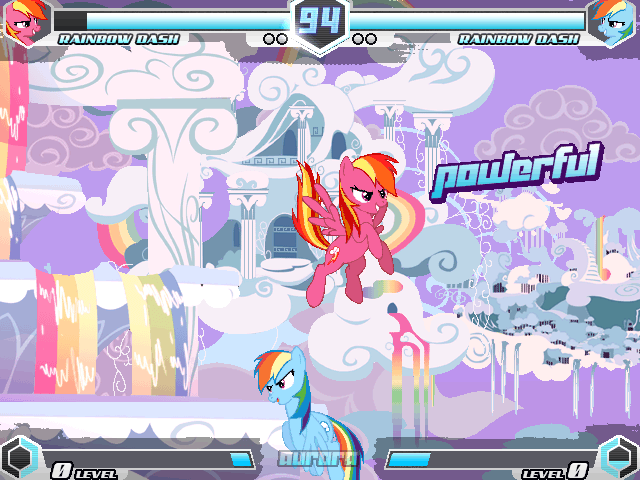 94
RAINBOW DASH
RAINBOW DASH
powerful
0 LEVEL
aurora
LEVEL 0